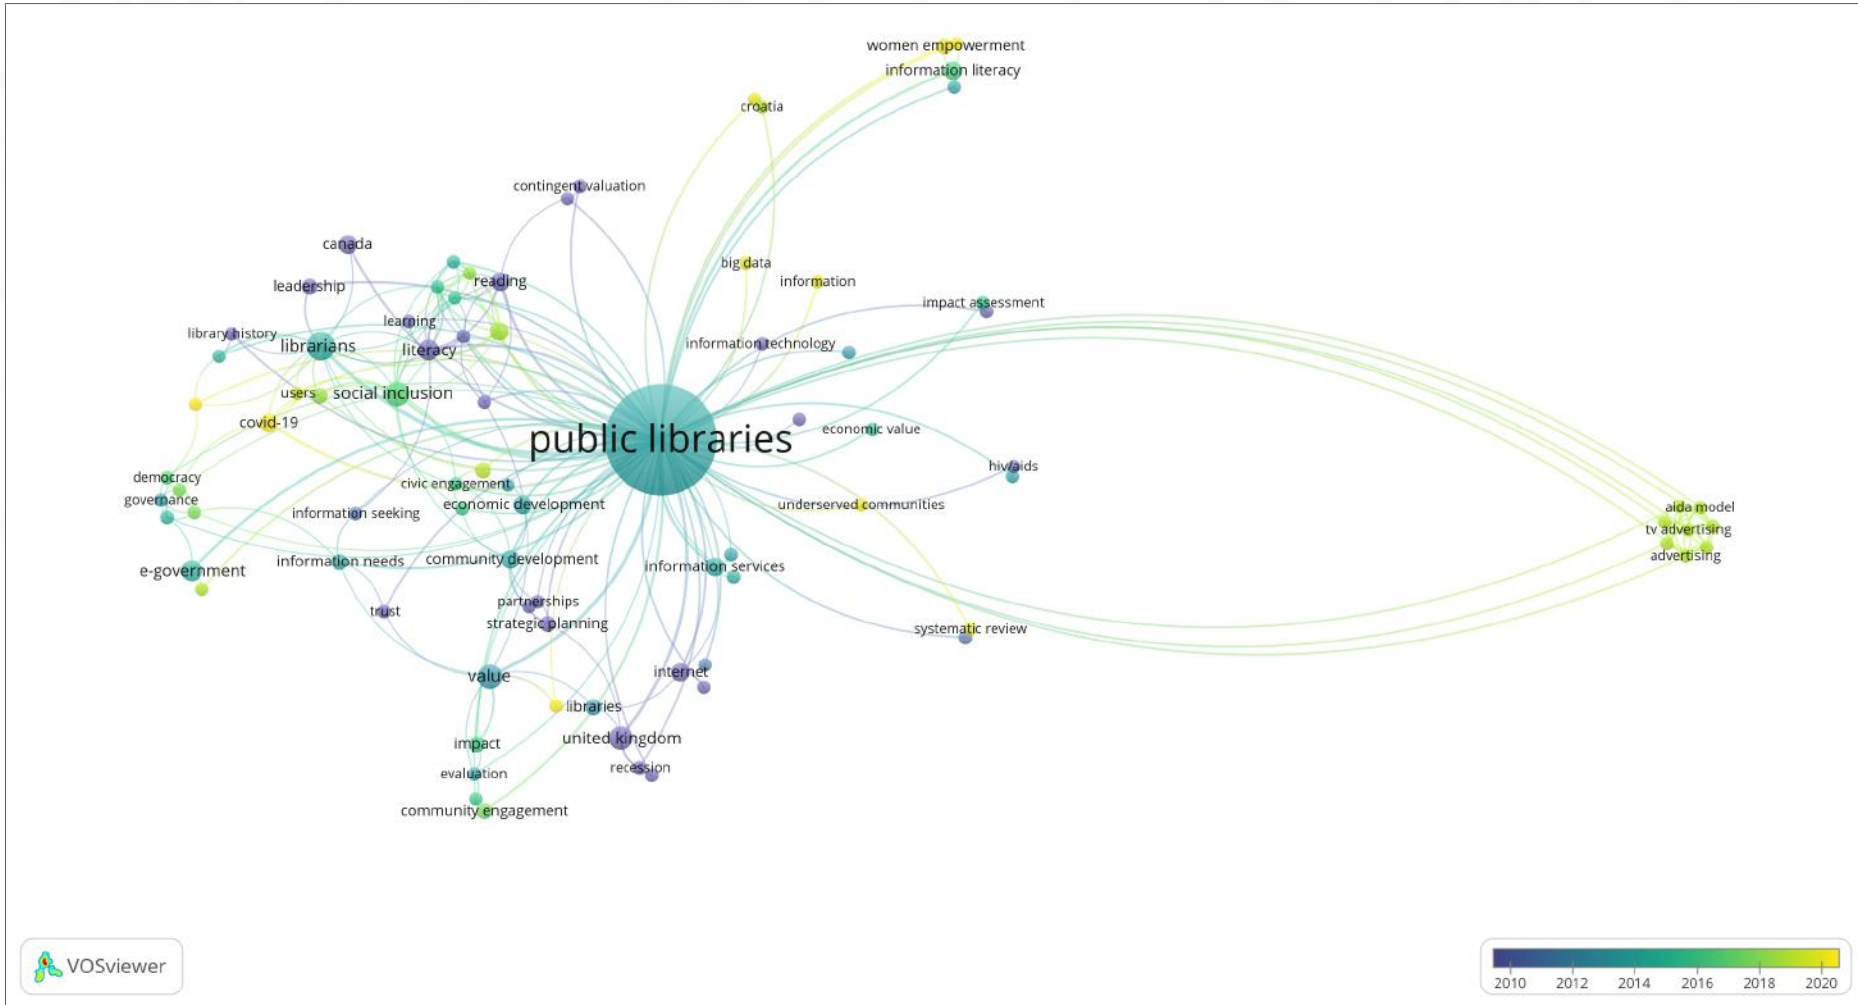 women empowerment
information literacy
croatia
contingent valuation
canada
big data
reading
information
leadership
impact assessment
learning
library history
information technology
librarians
literacy
users
social inclusion
covid-19
economic value
public libraries
hiv/aids
democracy
civic engagement
governance
economic development
underserved communities
information seeking
aida model
tv advertising
advertising
community development
information needs
information services
e-government
partnerships
trust
strategic planning
systematic review
internet
value
libraries
united kingdom
impact
recession
evaluation
community engagement
VOSviewer
2010 2012 2014 2016 2018 2020